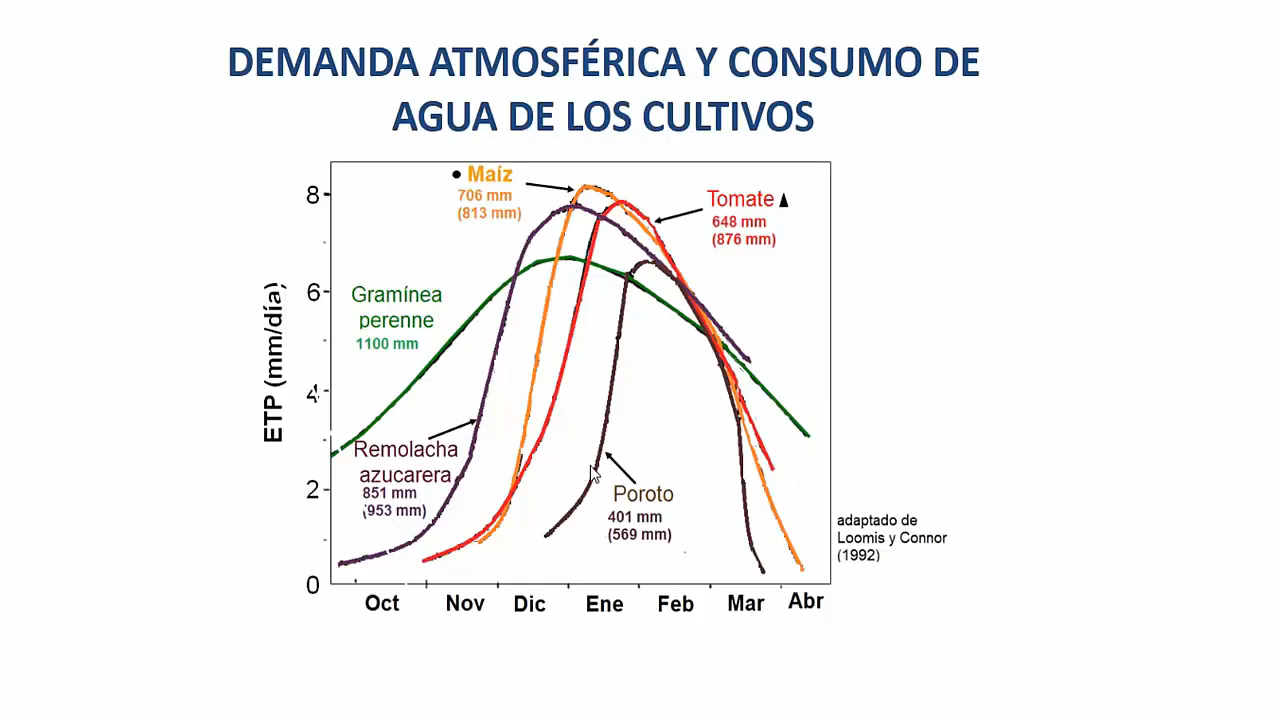 DEMANDA ATMOSFÉRICA Y CONSUMO DE
AGUA DE LOS CULTIVOS
ETP (mm/día)
8
6
4
2
0
Maíz
706 mm
(813 mm)
Tomate
648 mm
(876 mm)
Gramínea
perenne
1100 mm
Remolacha
azucarera
851 mm
(953 mm)
Poroto
401 mm
(569 mm)
adaptado de
Loomis y Connor
(1992)
Oct Nov Dic Ene Feb Mar Abr